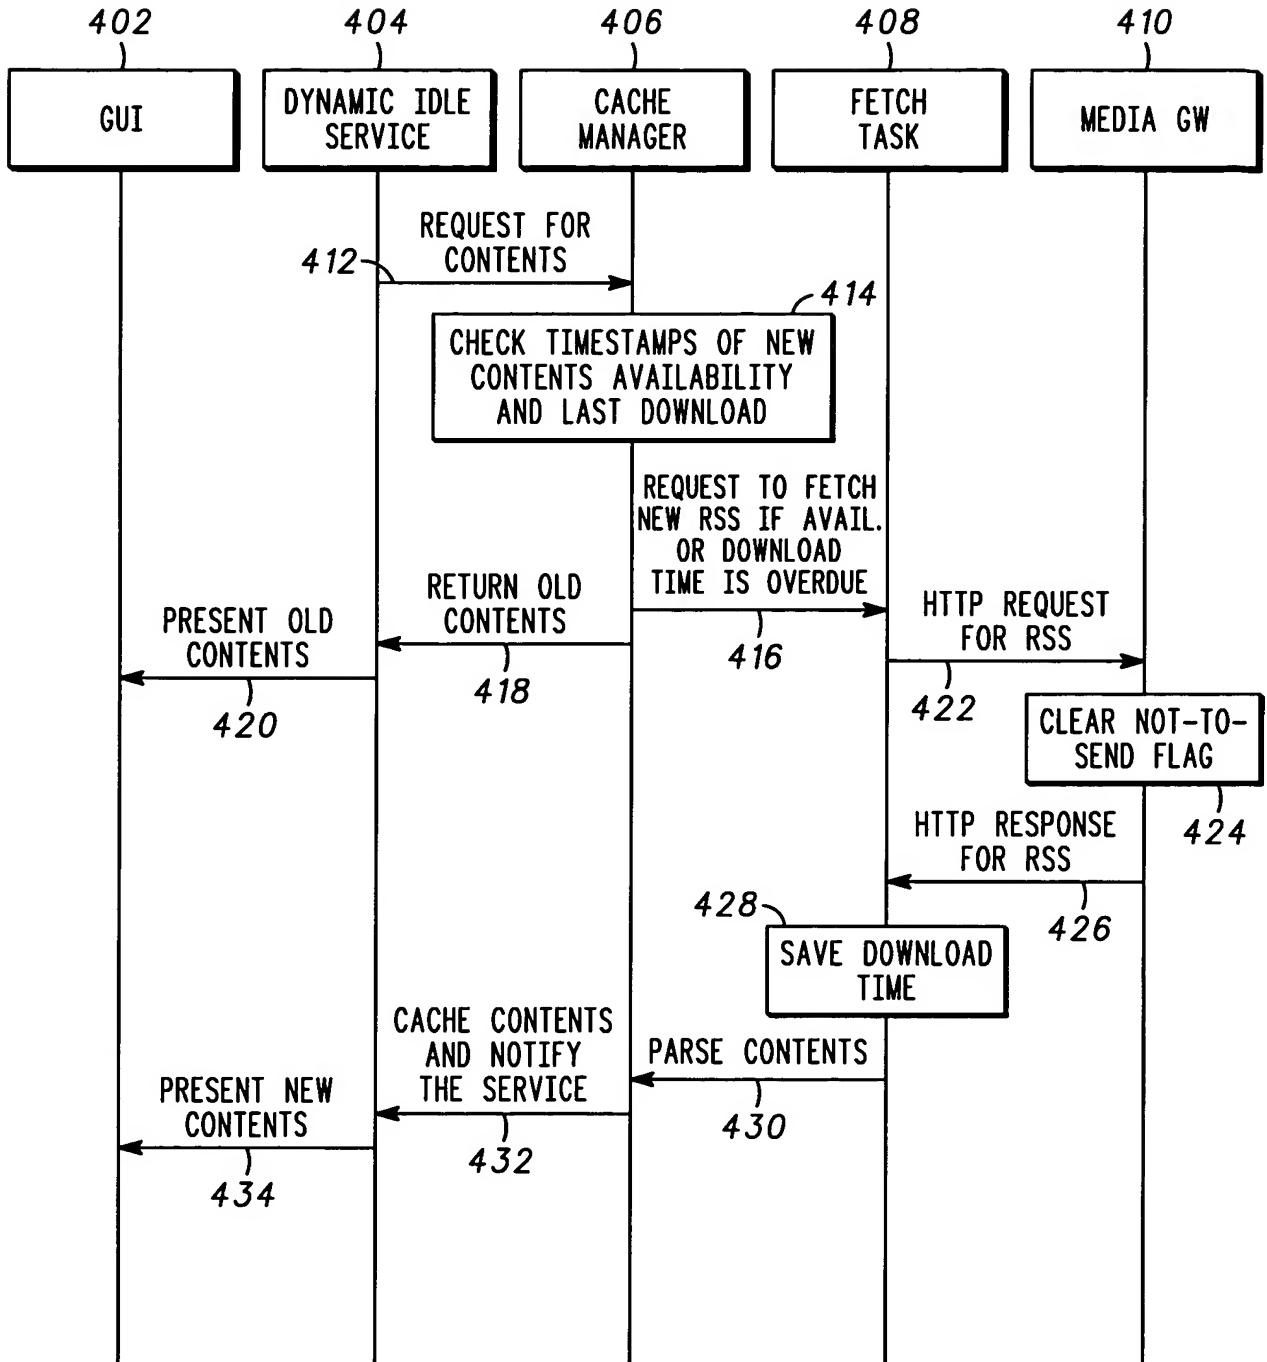 402
404
406
408
410
GUI
DYNAMIC IDLE
SERVICE
CACHE
MANAGER
FETCH
TASK
MEDIA GW
REQUEST FOR
CONTENTS
412
414
CHECK TIMESTAMPS OF NEW
CONTENTS AVAILABILITY
AND LAST DOWNLOAD
REQUEST TO FETCH
NEW RSS IF AVAIL.
OR DOWNLOAD
TIME IS OVERDUE
416
RETURN OLD
CONTENTS
418
PRESENT OLD
CONTENTS
420
HTTP REQUEST
FOR RSS
422
CLEAR NOT-TO-
SEND FLAG
424
HTTP RESPONSE
FOR RSS
426
428
SAVE DOWNLOAD
TIME
PARSE CONTENTS
430
CACHE CONTENTS
AND NOTIFY
THE SERVICE
432
PRESENT NEW
CONTENTS
434